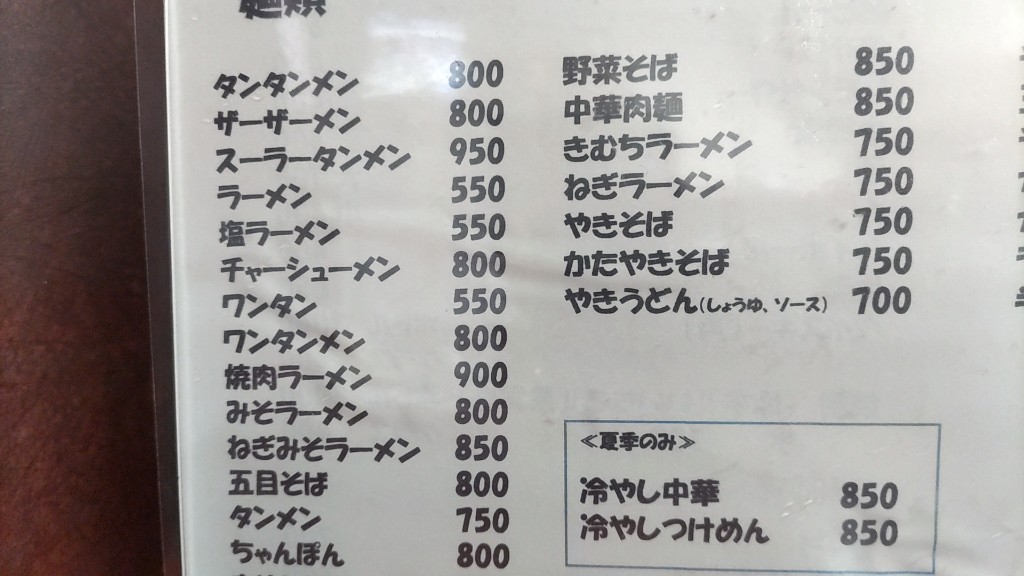 麺類
タンタンメン 800
ザーザーメン 800
スーラータンメン 950
ラーメン 550
塩ラーメン 550
チャーシューメン 800
ワンタン 550
ワンタンメン 800
焼肉ラーメン 900
みそラーメン 800
ねぎみそラーメン 850
五目そば 800
タンメン 750
ちゃんぽん 800
野菜そば 850
中華肉麺 850
きむちラーメン 750
ねぎラーメン 750
やきそば 750
かたやきそば 750
やきうどん(しょうゆ、ソース) 700
≪夏季のみ≫
冷やし中華 850
冷やしつけめん 850